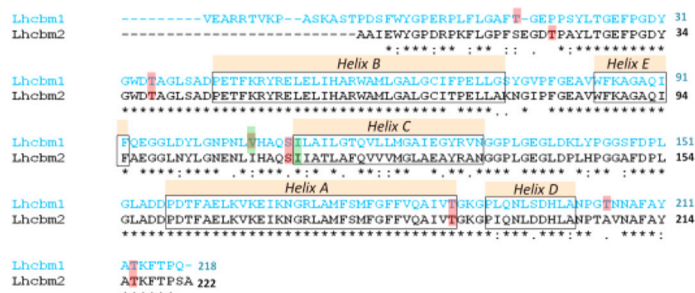 Lhcbm1 ---------VEARRTVKP--ASKASTPDSFWYGPERPLFLGAFT-GEPPSYLTGEFPGDY 31
Lhcbm2 --------------------------AAIEWYGPDRPKFLGPFSEGDTPAYLTGEFPGDY 34
*:****:** *** *: *: *:***********
Helix B Helix E
Lhcbm1 GWDTAGLSADPETFKRYRELELIHARWAMLGALGCITPELLGSYGVPFGEAVWFKAGAQI 91
Lhcbm2 GWDTAGLSADPETFKRYRELELIHARWAMLGALGCIFPELLAKNGIPFGEAVWFKAGAQI 94
************************************ ****.. *:**************
Helix C
Lhcbm1 FQEGGLDYLGNPNLVHAQSILAILGTQVLLMGAIEGYRVNGGPLGEGLDKLYPGGSFDPL 151
Lhcbm2 FAEGGLNYLGNENLIHAQSIIATLAFQVVVMGLAEAYRANGGPLGEGLDPLHPGGAFDPL 154
* ****:**** **:*****:* *. **::** *.**.********** *:***:****
Helix A Helix D
Lhcbm1 GLADDPDTFAELKVKEIKNGRLAMFSMFGFFVQAIVTGKGPLQNLSDHLANPGTNNAFAY 211
Lhcbm2 GLADDPDTFAELKVKEIKNGRLAMFSMFGFFVQAIVTGKGPIQNLDDHLANPTAVNAFAY 214
*****************************************:***.****** : *****
Lhcbm1 ATKFTPQ- 218
Lhcbm2 ATKFTPSA 222
******